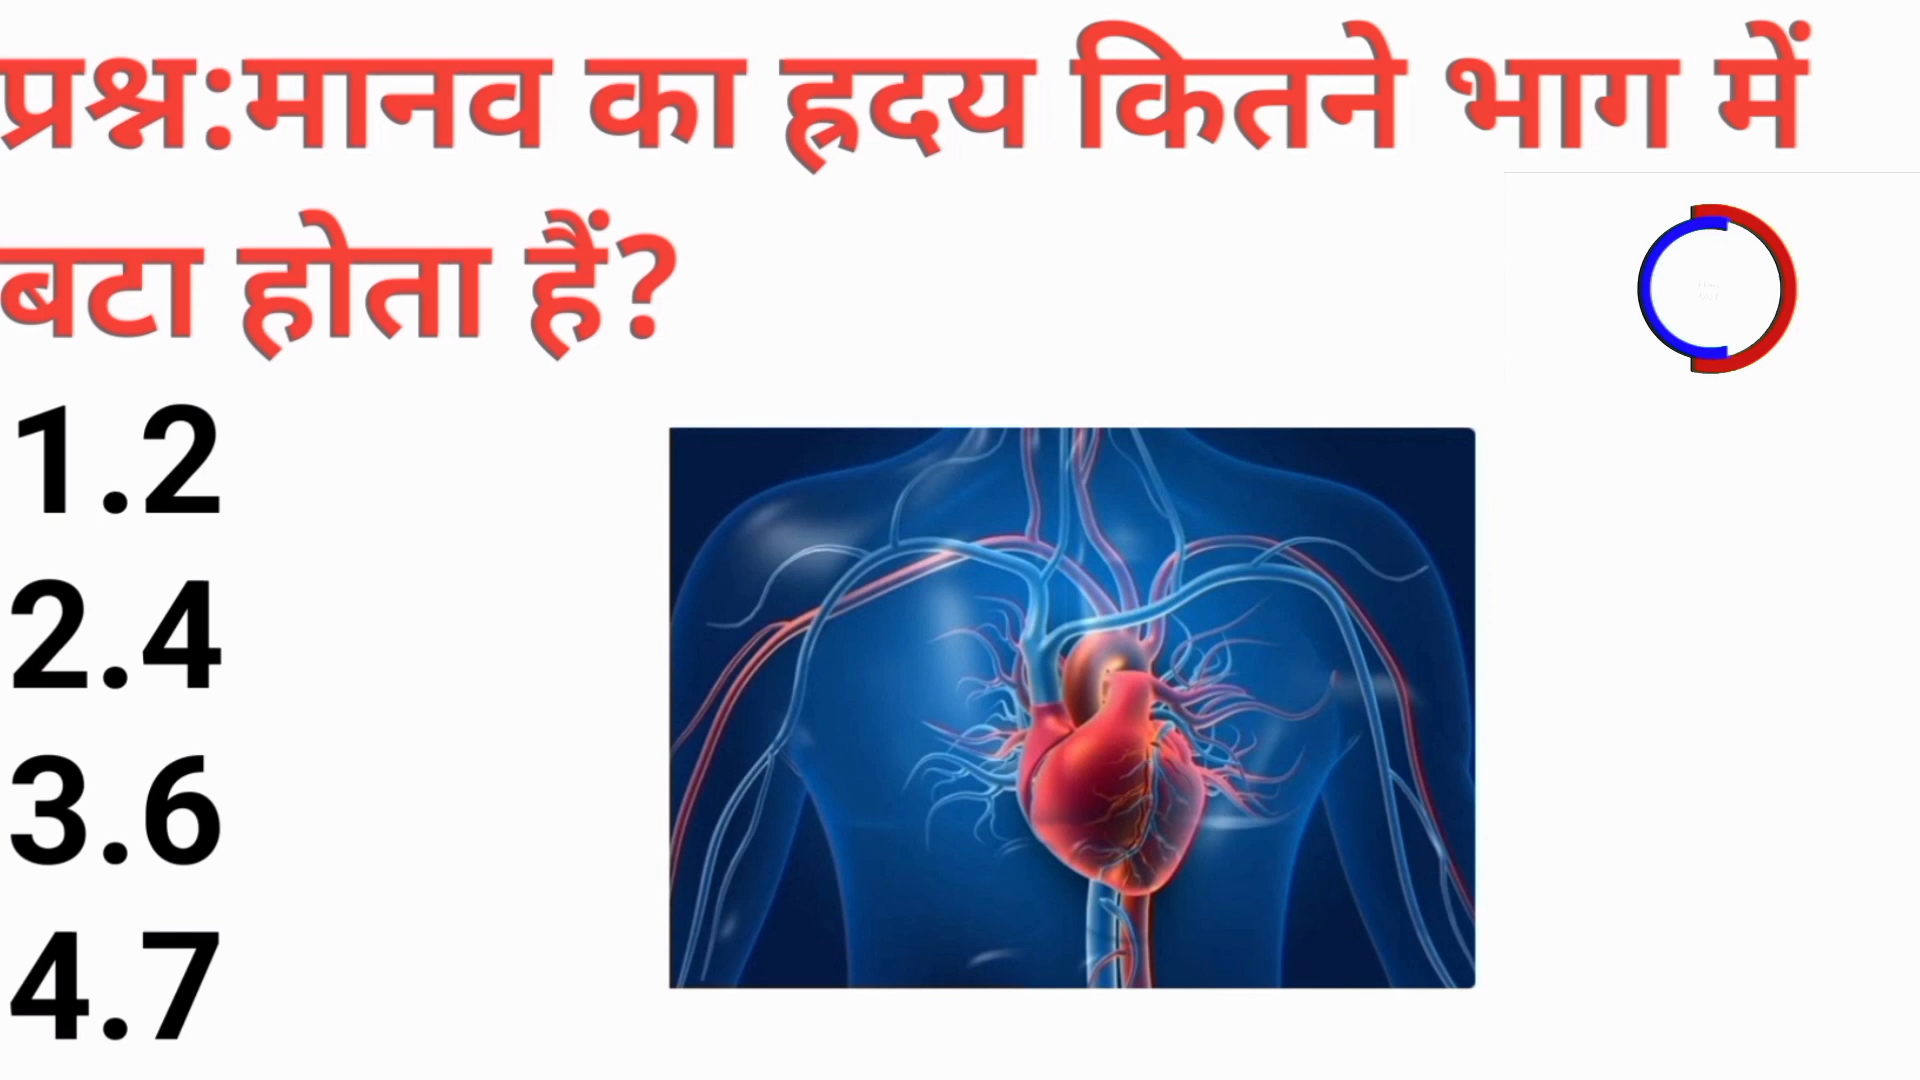 प्रश्न:मानव का ह्रदय कितने भाग में
बटा होता हैं?
1.2
2.4
3.6
4.7